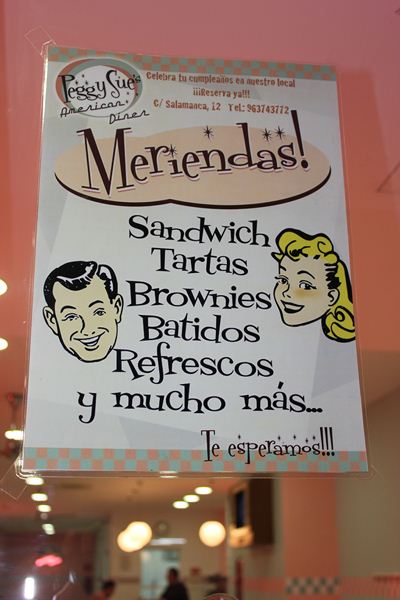 Peggy Sue's
American Diner
Celebra tu cumpleaños en nuestro local
¡¡¡Reserva ya!!!
C/ Salamanca, 12 Tel: 963743772
Meriendas!
Sandwich
Tartas
Brownies
Batidos
Refrescos
y mucho más...
Te esperamos!!!